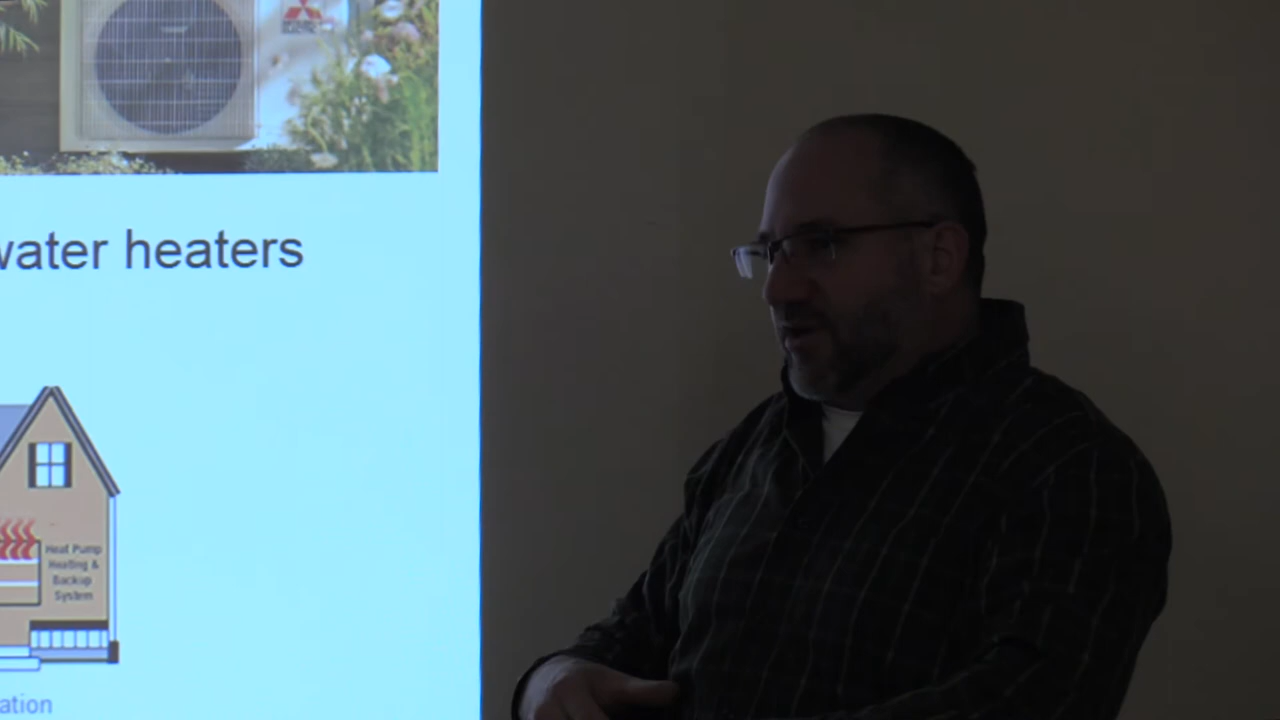 water heaters
Heat Pump
Heating &
Backup
System
ation